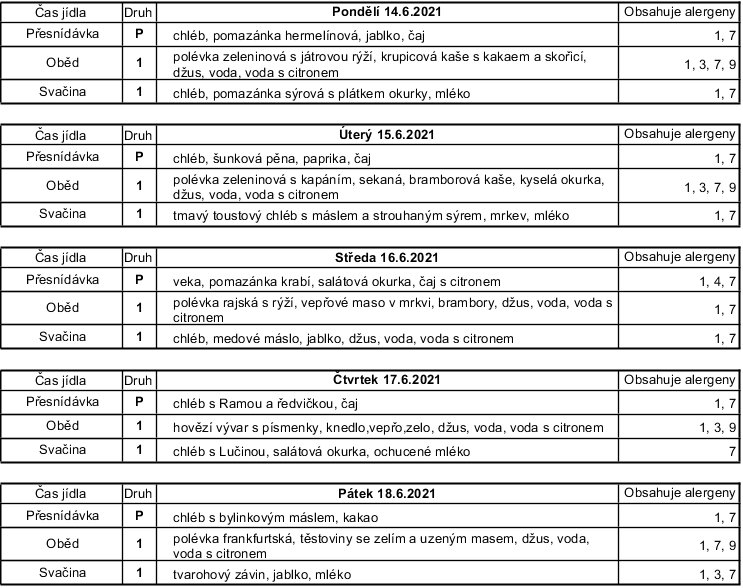 Čas jídla Druh Pondělí 14.6.2021 Obsahuje alergeny
Přesnídávka P chléb, pomazánka hermelínová, jablko, čaj 1, 7
Oběd 1 polévka zeleninová s játrovou rýží, krupicová kaše s kakaem a skořicí, 1, 3, 7, 9
džus, voda, voda s citronem
Svačina 1 chléb, pomazánka sýrová s plátkem okurky, mléko 1, 7
Čas jídla Druh Úterý 15.6.2021 Obsahuje alergeny
Přesnídávka P chléb, šunková pěna, paprika, čaj 1, 7
Oběd 1 polévka zeleninová s kapáním, sekaná, bramborová kaše, kyselá okurka, 1, 3, 7, 9
džus, voda, voda s citronem
Svačina 1 tmavý toustový chléb s máslem a strouhaným sýrem, mrkev, mléko 1, 7
Čas jídla Druh Středa 16.6.2021 Obsahuje alergeny
Přesnídávka P veka, pomazánka krabí, salátová okurka, čaj s citronem 1, 4, 7
Oběd 1 polévka rajská s rýží, vepřové maso v mrkvi, brambory, džus, voda, voda s 1, 7
citronem
Svačina 1 chléb, medové máslo, jablko, džus, voda, voda s citronem 1, 7
Čas jídla Druh Čtvrtek 17.6.2021 Obsahuje alergeny
Přesnídávka P chléb s Ramou a ředvičkou, čaj 1, 7
Oběd 1 hovězí vývar s písmenky, knedlo,vepřo,zelo, džus, voda, voda s citronem 1, 3, 9
Svačina 1 chléb s Lučinou, salátová okurka, ochucené mléko 7
Čas jídla Druh Pátek 18.6.2021 Obsahuje alergeny
Přesnídávka P chléb s bylinkovým máslem, kakao 1, 7
Oběd 1 polévka frankfurtská, těstoviny se zelím a uzeným masem, džus, voda, 1, 7, 9
voda s citronem
Svačina 1 tvarohový závin, jablko, mléko 1, 3, 7